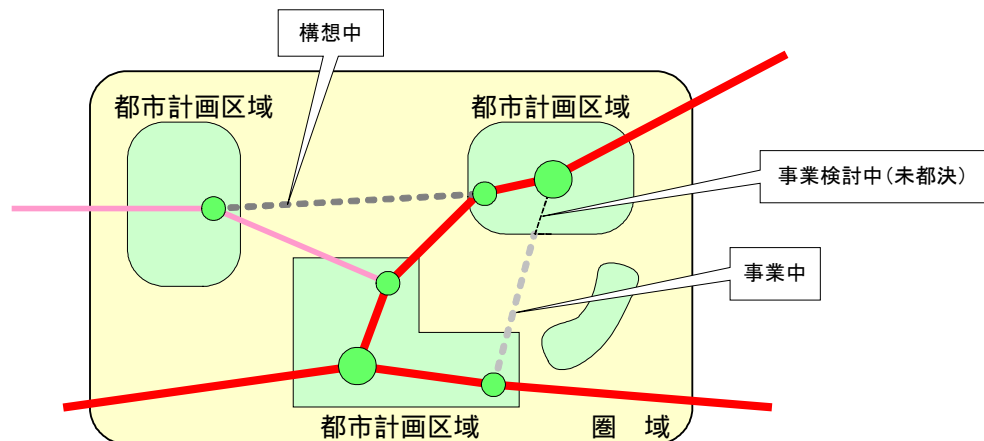 構想中
都市計画区域
都市計画区域
事業検討中(未都決)
事業中
都市計画区域
圏 域